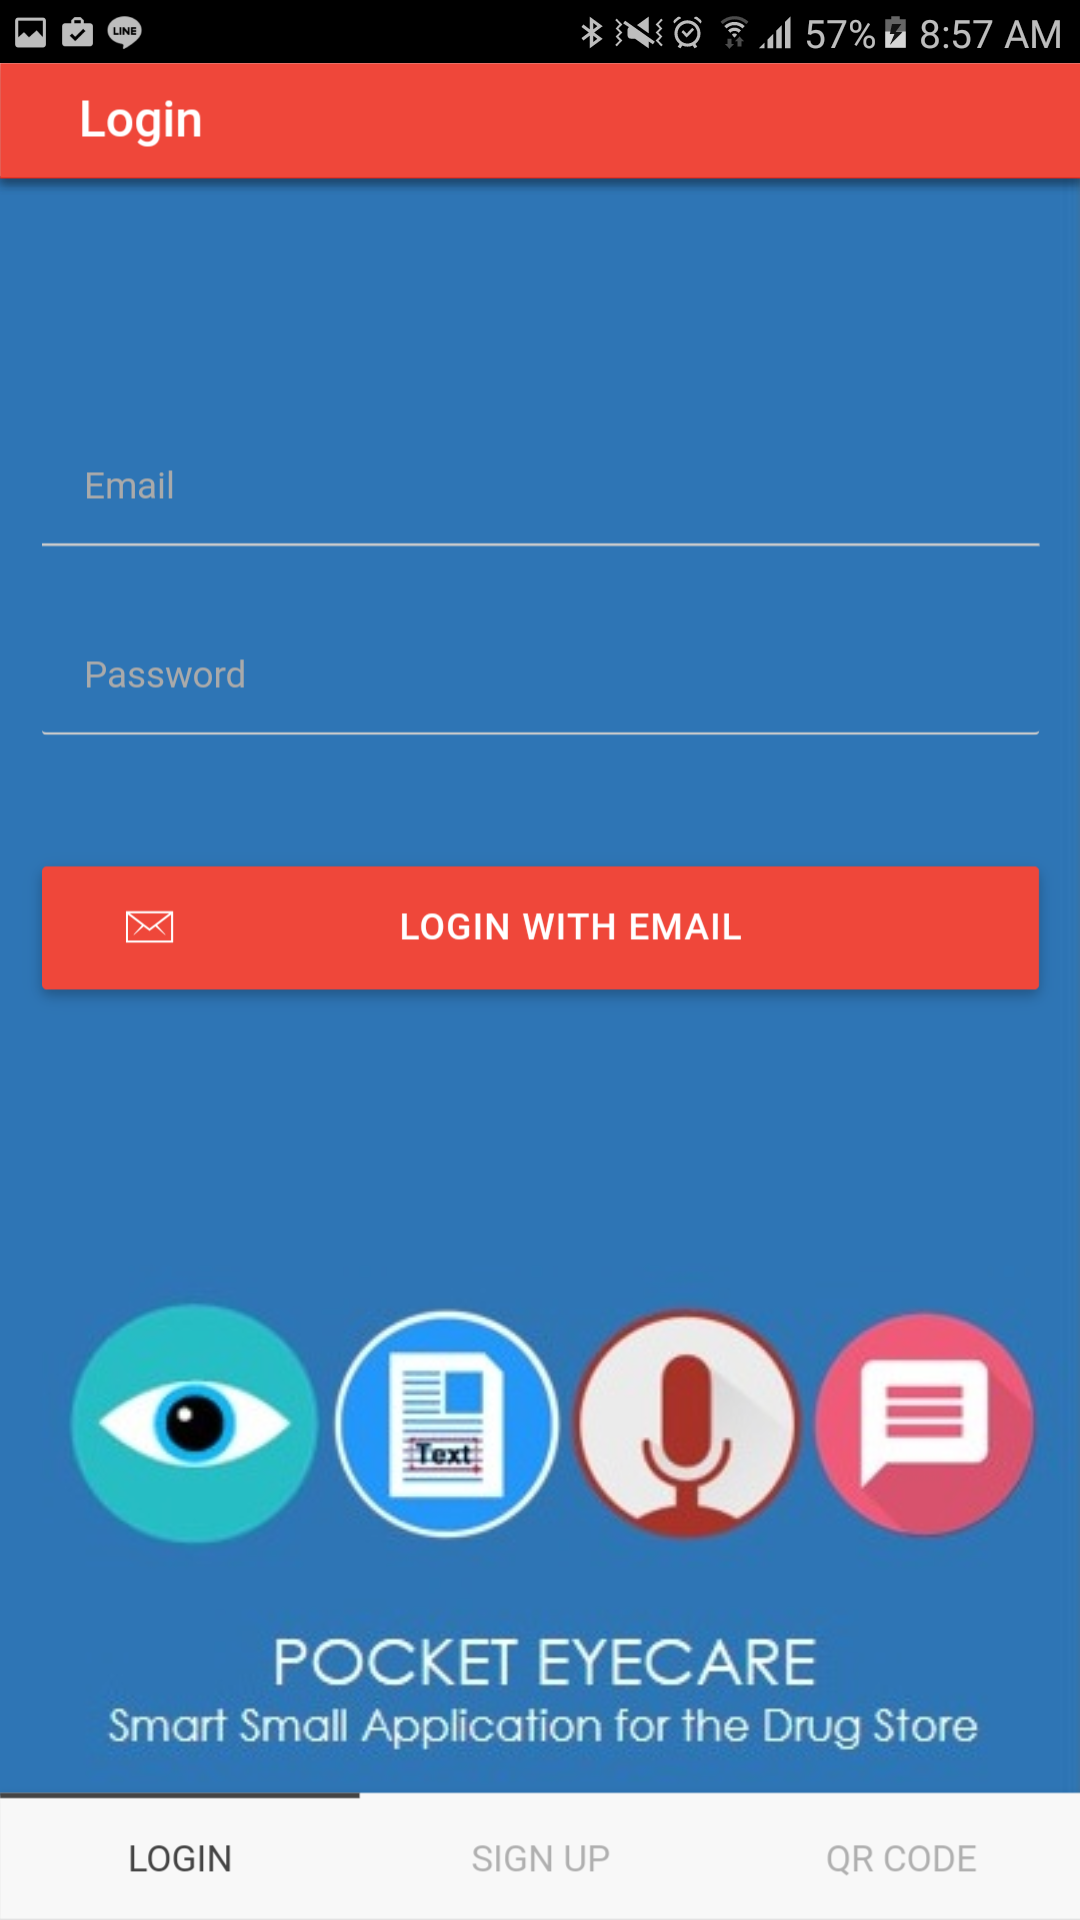 LINE 57% 8:57 AM
Login
Email
Password
LOGIN WITH EMAIL
Text
POCKET EYECARE
Smart Small Application for the Drug Store
LOGIN SIGN UP QR CODE